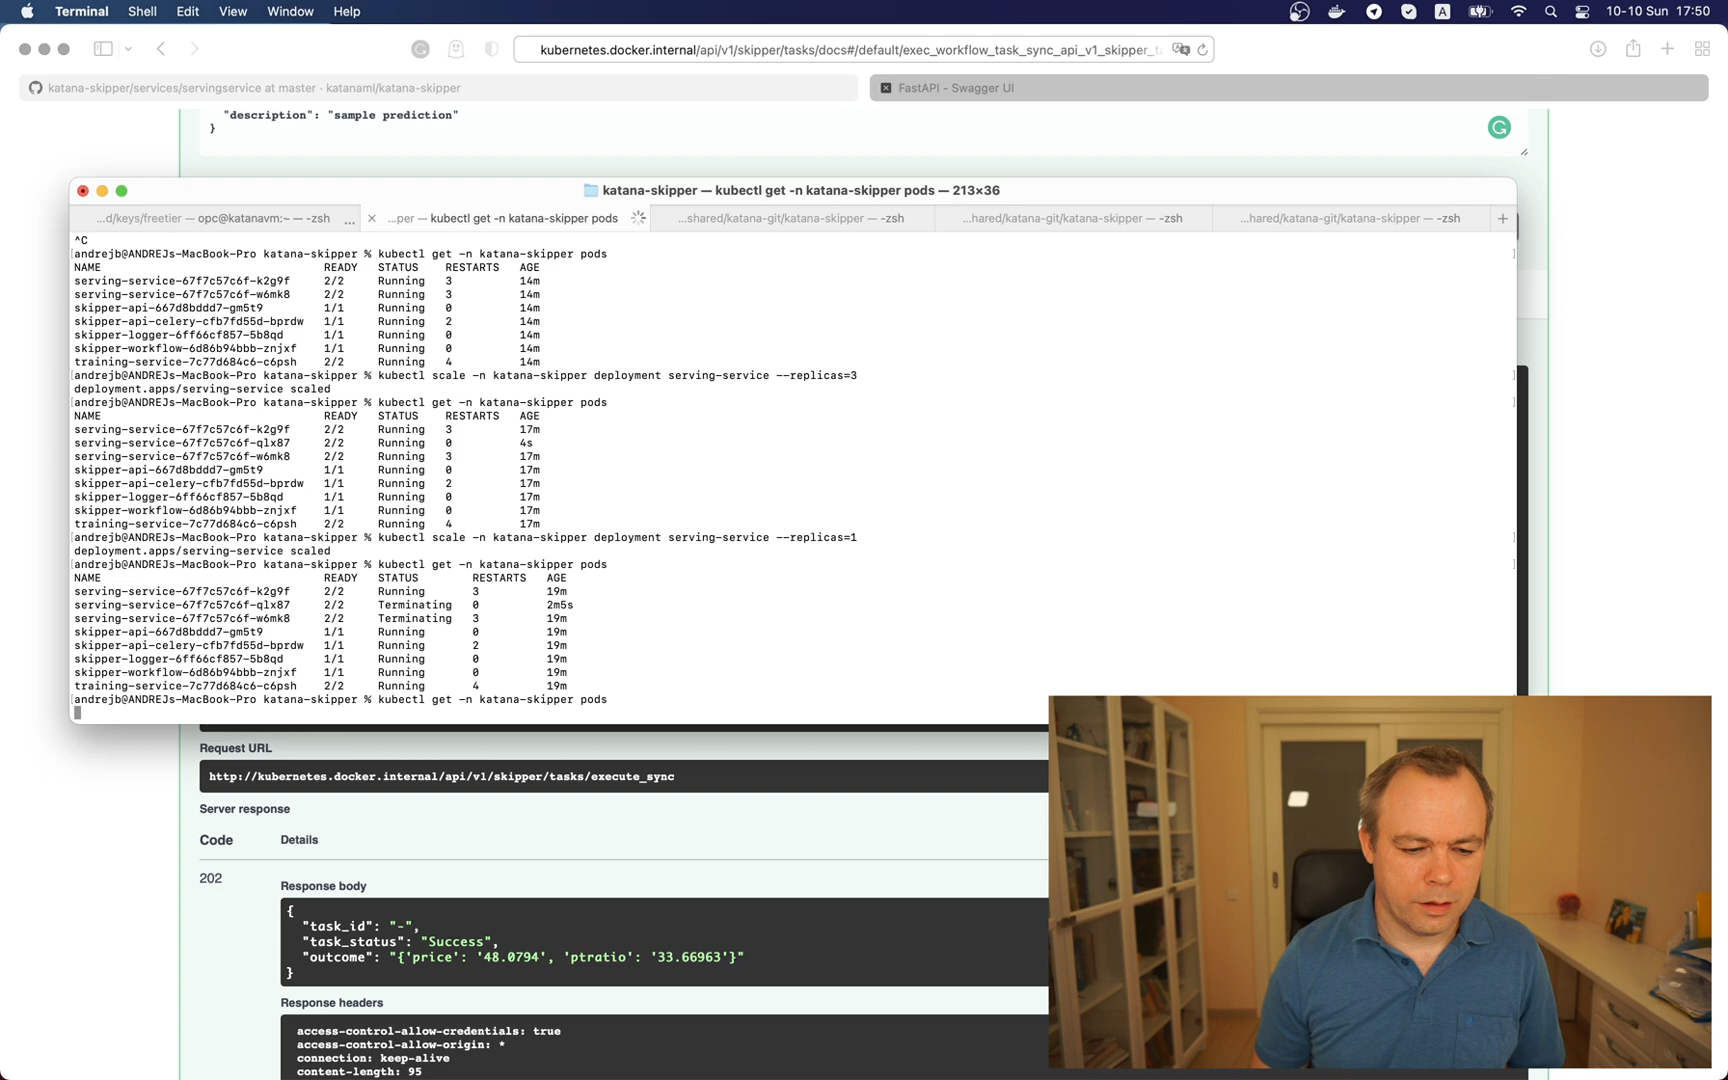 Terminal Shell Edit View Window Help
A
10-10 Sun 17:50
kubernetes.docker.internal/api/v1/skipper/tasks/docs#/default/exec_workflow_task_sync_api_v1_skipper_t
katana-skipper/services/servingservice at master · katanaml/katana-skipper
FastAPI - Swagger UI
"description": "sample prediction"
}
katana-skipper — kubectl get -n katana-skipper pods — 213×36
...d/keys/freetier — opc@katanavm:~ — -zsh ...
...per — kubectl get -n katana-skipper pods
...shared/katana-git/katana-skipper — -zsh
...hared/katana-git/katana-skipper — -zsh
...hared/katana-git/katana-skipper — -zsh
^C
[andrejb@ANDREJs-MacBook-Pro katana-skipper % kubectl get -n katana-skipper pods ]
NAME READY STATUS RESTARTS AGE
serving-service-67f7c57c6f-k2g9f 2/2 Running 3 14m
serving-service-67f7c57c6f-w6mk8 2/2 Running 3 14m
skipper-api-667d8bddd7-gm5t9 1/1 Running 0 14m
skipper-api-celery-cfb7fd55d-bprdw 1/1 Running 2 14m
skipper-logger-6ff66cf857-5b8qd 1/1 Running 0 14m
skipper-workflow-6d86b94bbb-znjxf 1/1 Running 0 14m
training-service-7c77d684c6-c6psh 2/2 Running 4 14m
[andrejb@ANDREJs-MacBook-Pro katana-skipper % kubectl scale -n katana-skipper deployment serving-service --replicas=3 ]
deployment.apps/serving-service scaled
[andrejb@ANDREJs-MacBook-Pro katana-skipper % kubectl get -n katana-skipper pods ]
NAME READY STATUS RESTARTS AGE
serving-service-67f7c57c6f-k2g9f 2/2 Running 3 17m
serving-service-67f7c57c6f-qlx87 2/2 Running 0 4s
serving-service-67f7c57c6f-w6mk8 2/2 Running 3 17m
skipper-api-667d8bddd7-gm5t9 1/1 Running 0 17m
skipper-api-celery-cfb7fd55d-bprdw 1/1 Running 2 17m
skipper-logger-6ff66cf857-5b8qd 1/1 Running 0 17m
skipper-workflow-6d86b94bbb-znjxf 1/1 Running 0 17m
training-service-7c77d684c6-c6psh 2/2 Running 4 17m
[andrejb@ANDREJs-MacBook-Pro katana-skipper % kubectl scale -n katana-skipper deployment serving-service --replicas=1 ]
deployment.apps/serving-service scaled
[andrejb@ANDREJs-MacBook-Pro katana-skipper % kubectl get -n katana-skipper pods ]
NAME READY STATUS RESTARTS AGE
serving-service-67f7c57c6f-k2g9f 2/2 Running 3 19m
serving-service-67f7c57c6f-qlx87 2/2 Terminating 0 2m5s
serving-service-67f7c57c6f-w6mk8 2/2 Terminating 3 19m
skipper-api-667d8bddd7-gm5t9 1/1 Running 0 19m
skipper-api-celery-cfb7fd55d-bprdw 1/1 Running 2 19m
skipper-logger-6ff66cf857-5b8qd 1/1 Running 0 19m
skipper-workflow-6d86b94bbb-znjxf 1/1 Running 0 19m
training-service-7c77d684c6-c6psh 2/2 Running 4 19m
[andrejb@ANDREJs-MacBook-Pro katana-skipper % kubectl get -n katana-skipper pods
Request URL
http://kubernetes.docker.internal/api/v1/skipper/tasks/execute_sync
Server response
Code Details
202
Response body
{
"task_id": "-",
"task_status": "Success",
"outcome": "{'price': '48.0794', 'ptratio': '33.66963'}"
}
Response headers
access-control-allow-credentials: true
access-control-allow-origin: *
connection: keep-alive
content-length: 95